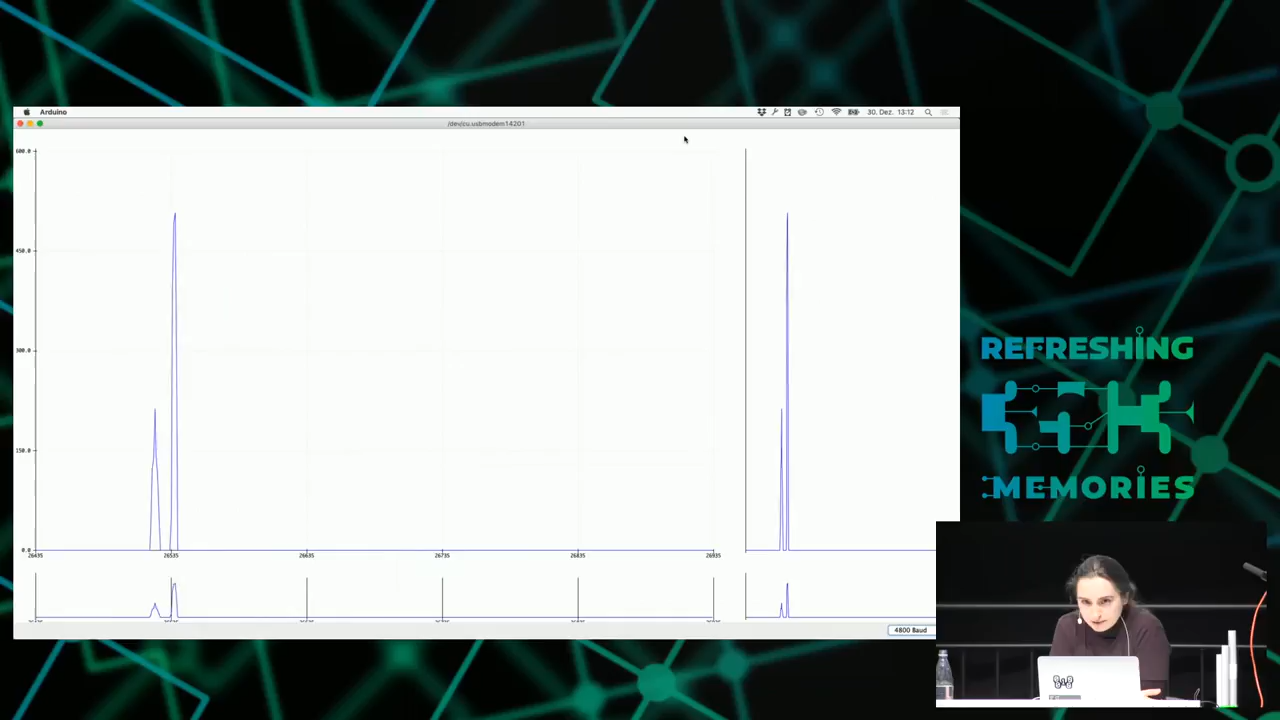 Arduino
30. Dez. 13:12
/dev/cu.usbmodem14201
600.0
450.0
300.0
150.0
0.0
26435
26535
26635
26735
26835
26935
4800 Baud
REFRESHING
35C3
MEMORIES